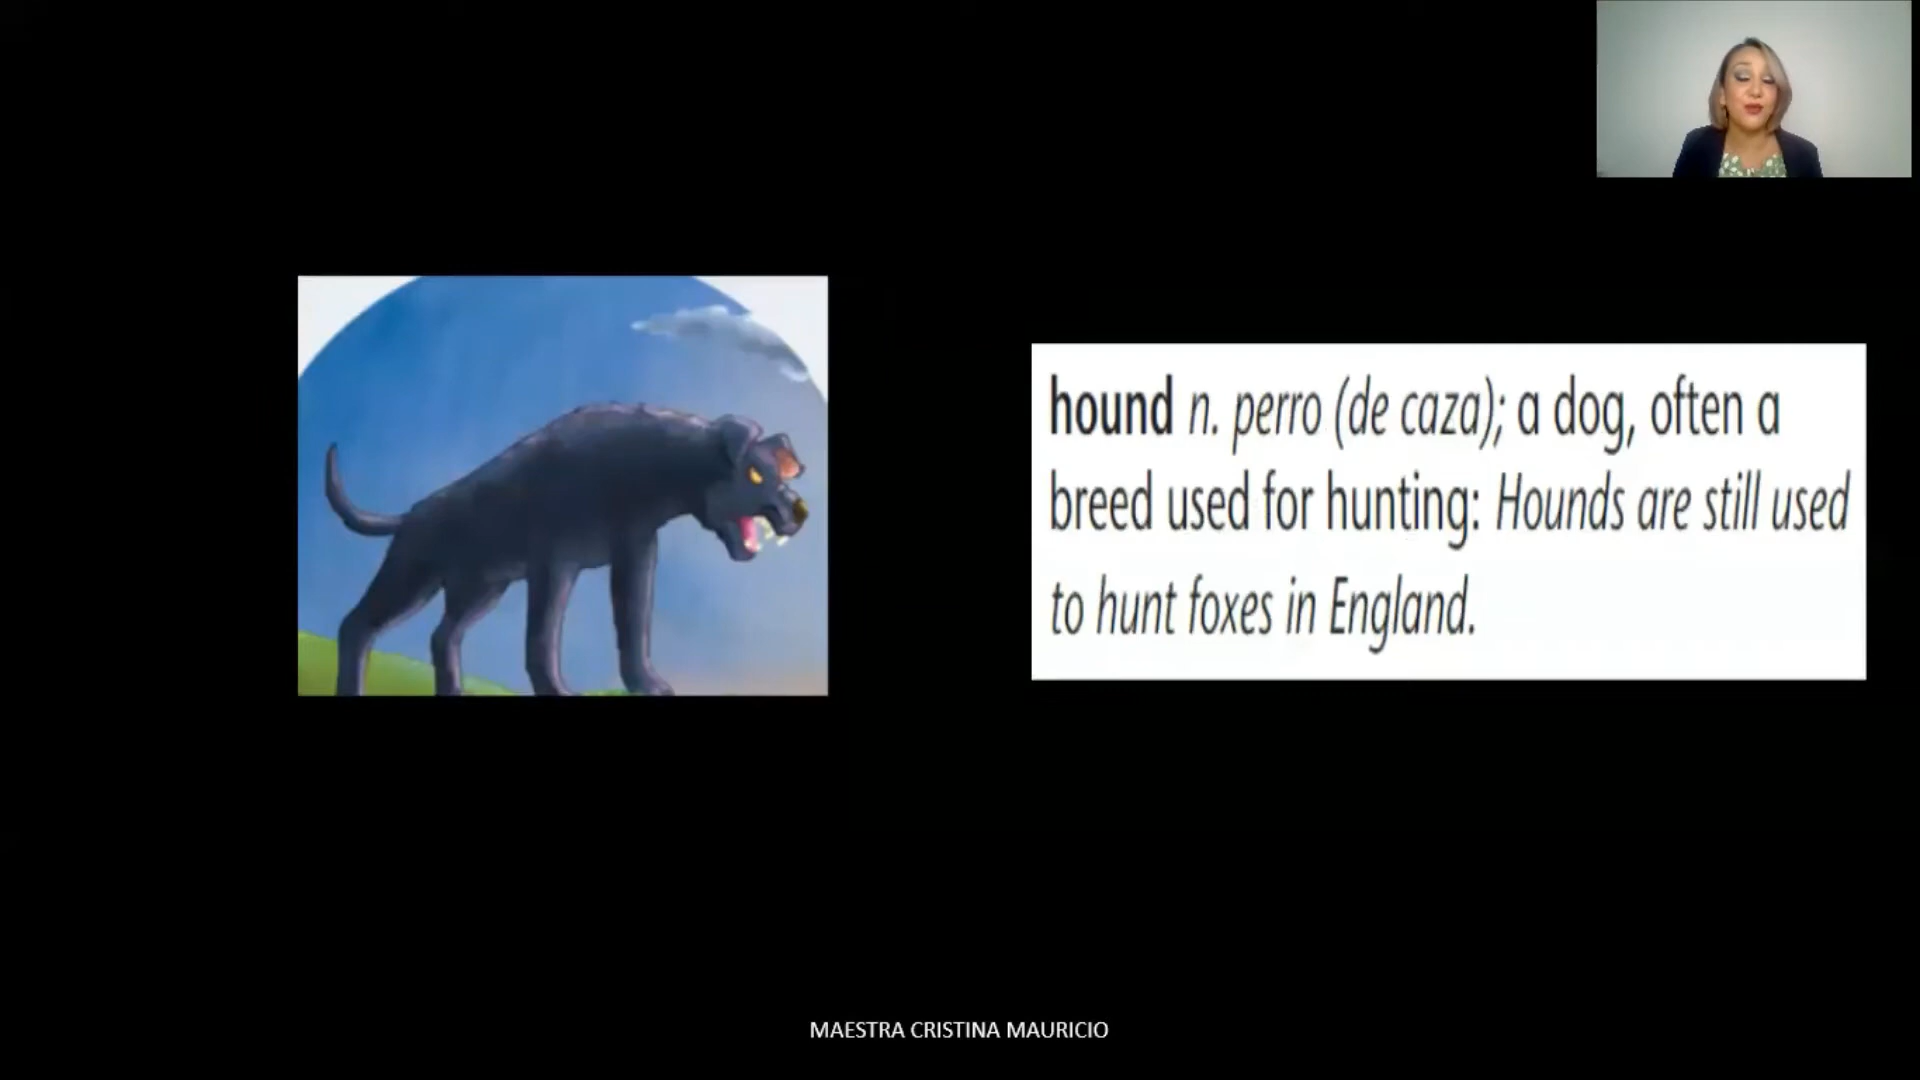 hound n. perro (de caza); a dog, often a
breed used for hunting: Hounds are still used
to hunt foxes in England.
MAESTRA CRISTINA MAURICIO